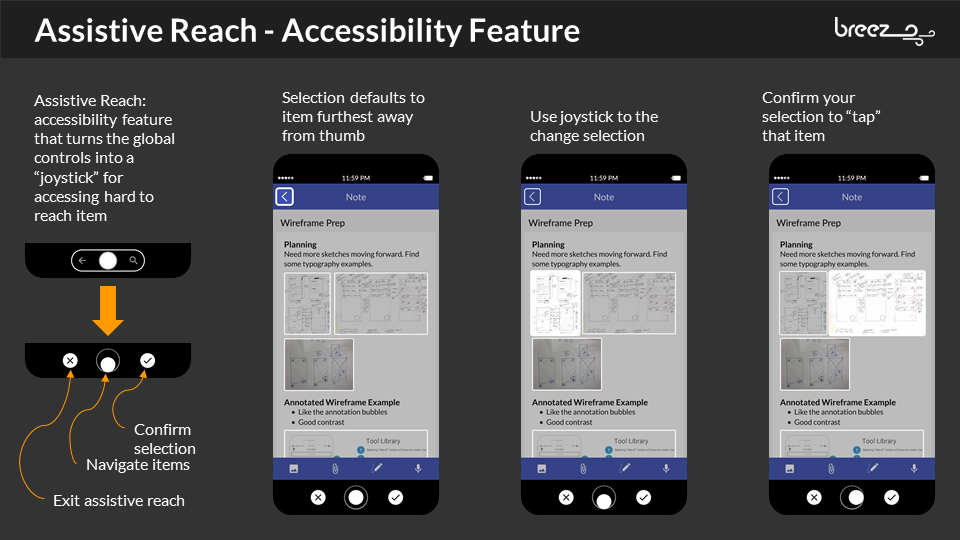 Assistive Reach - Accessibility Feature
breez
Assistive Reach:
accessibility feature
that turns the global
controls into a
“joystick” for
accessing hard to
reach item
Confirm
selection
Navigate items
Exit assistive reach
Selection defaults to
item furthest away
from thumb
11:59 PM
Note
Wireframe Prep
Planning
Need more sketches moving forward. Find
some typography examples.
Annotated Wireframe Example
• Like the annotation bubbles
• Good contrast
Tool Library
Use joystick to the
change selection
11:59 PM
Note
Wireframe Prep
Planning
Need more sketches moving forward. Find
some typography examples.
Annotated Wireframe Example
• Like the annotation bubbles
• Good contrast
Tool Library
Confirm your
selection to “tap”
that item
11:59 PM
Note
Wireframe Prep
Planning
Need more sketches moving forward. Find
some typography examples.
Annotated Wireframe Example
• Like the annotation bubbles
• Good contrast
Tool Library